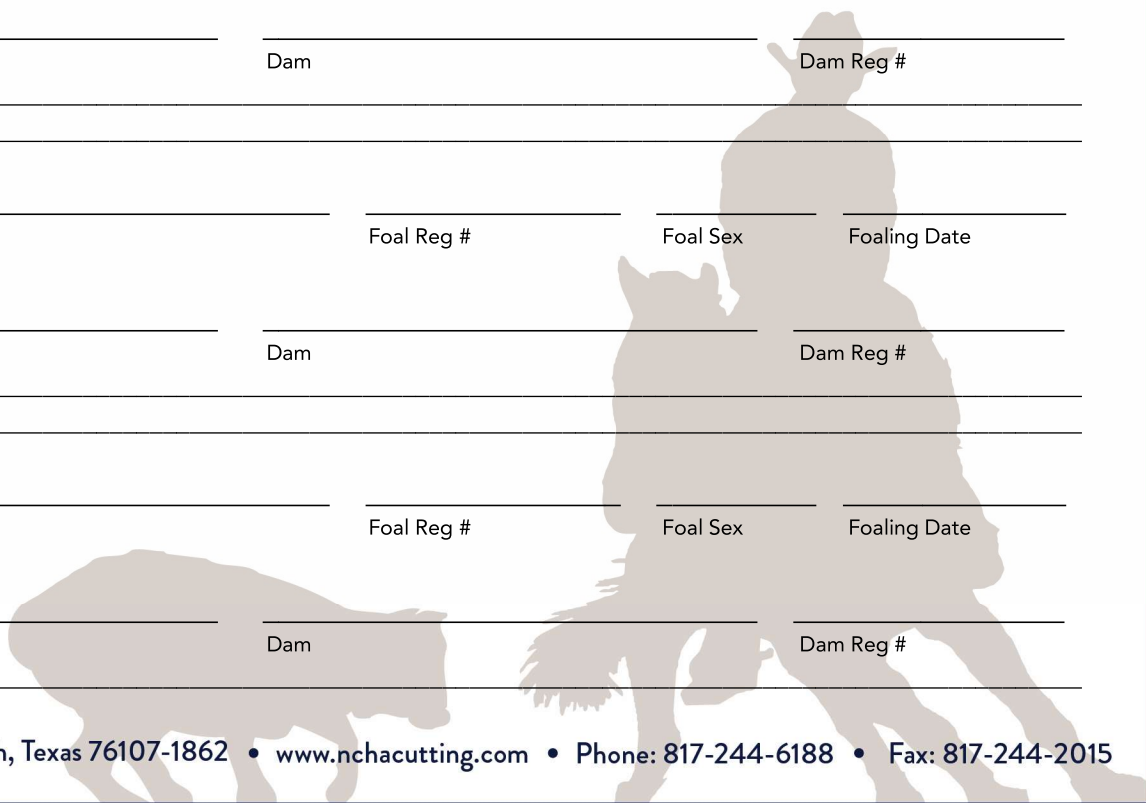 Dam Dam Reg #
Foal Reg # Foal Sex Foaling Date
Dam Dam Reg #
Foal Reg # Foal Sex Foaling Date
Dam Dam Reg #
, Texas 76107-1862 • www.nchacutting.com • Phone: 817-244-6188 • Fax: 817-244-2015